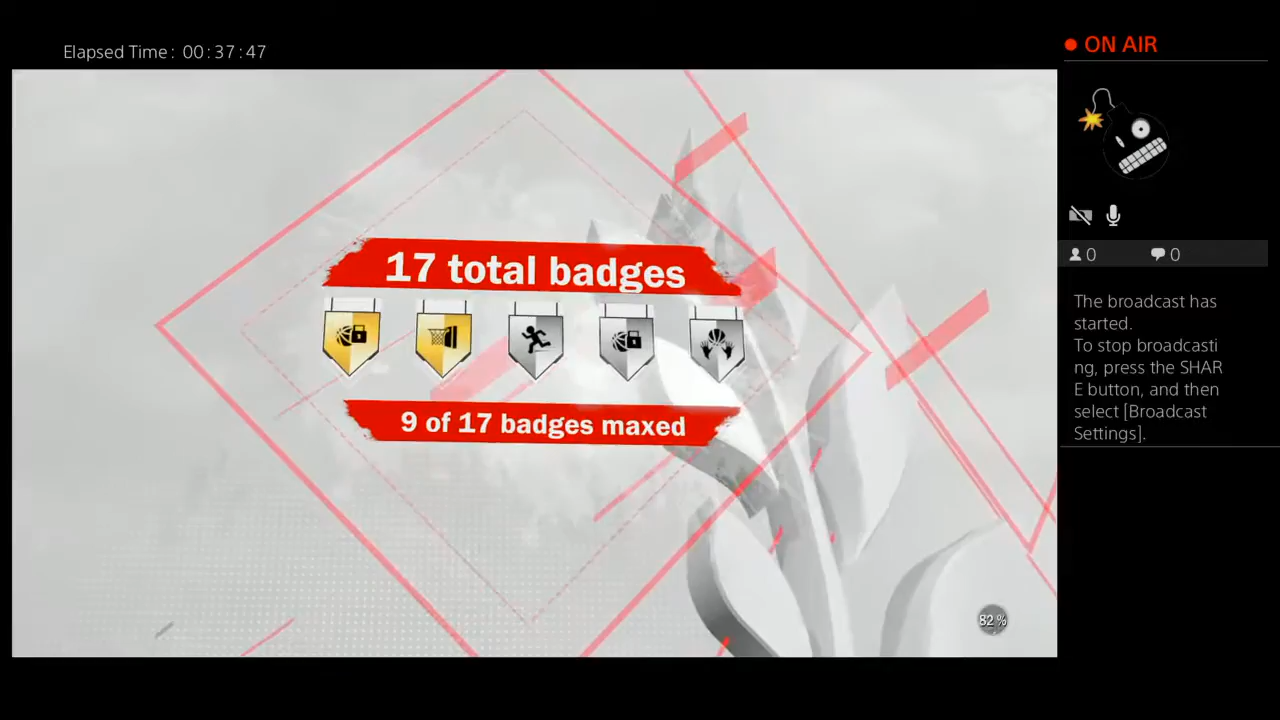 Elapsed Time: 00:37:47
ON AIR
17 total badges
9 of 17 badges maxed
82 %
0 0
The broadcast has
started.
To stop broadcasti
ng, press the SHAR
E button, and then
select [Broadcast
Settings].